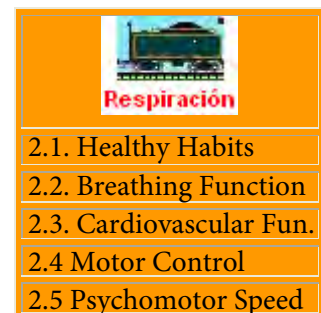 Respiración
2.1. Healthy Habits
2.2. Breathing Function
2.3. Cardiovascular Fun.
2.4 Motor Control
2.5 Psychomotor Speed